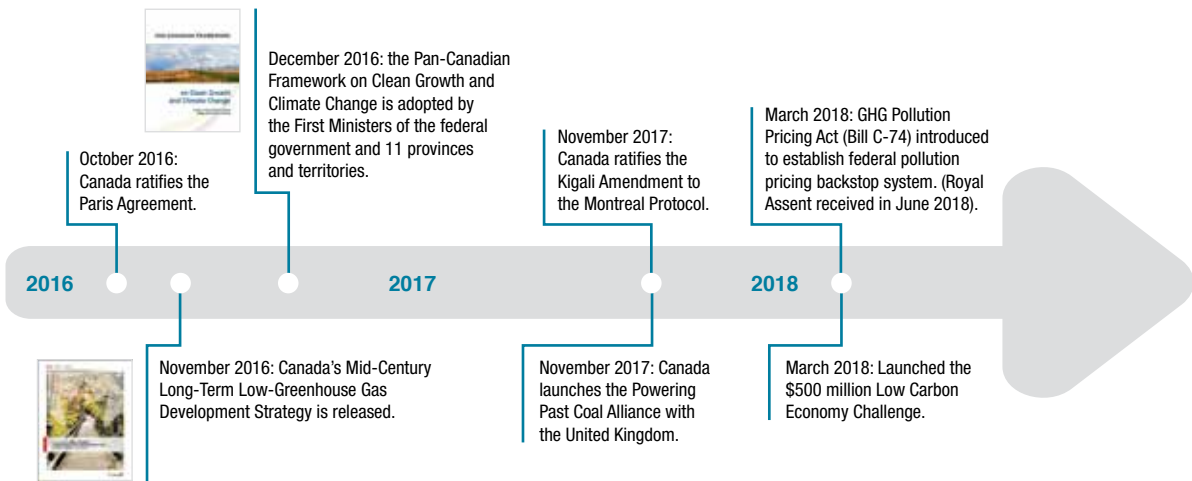 PAN-CANADIAN FRAMEWORK
on Clean Growth
and Climate Change
December 2016: the Pan-Canadian
Framework on Clean Growth and
Climate Change is adopted by
the First Ministers of the federal
government and 11 provinces
and territories.
October 2016:
Canada ratifies the
Paris Agreement.
November 2017:
Canada ratifies the
Kigali Amendment to
the Montreal Protocol.
March 2018: GHG Pollution
Pricing Act (Bill C-74) introduced
to establish federal pollution
pricing backstop system. (Royal
Assent received in June 2018).
2016
2017
2018
November 2016: Canada’s Mid-Century
Long-Term Low-Greenhouse Gas
Development Strategy is released.
November 2017: Canada
launches the Powering
Past Coal Alliance with
the United Kingdom.
March 2018: Launched the
$500 million Low Carbon
Economy Challenge.